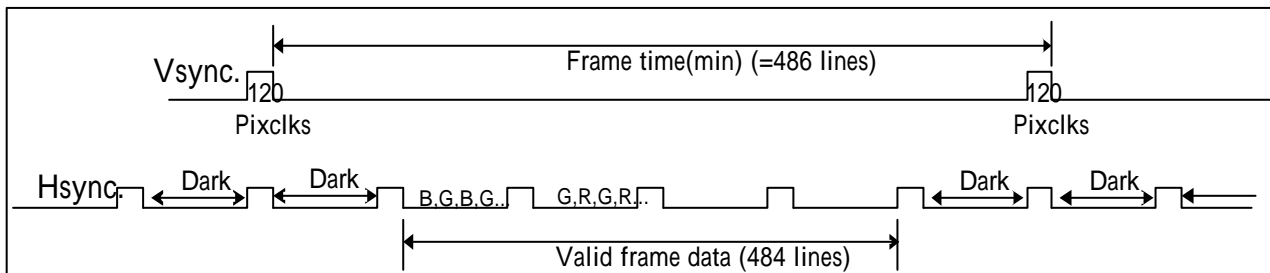 Frame time(min) (=486 lines)
Vsync.
120
120
Pixclks
Pixclks
Hsync.
Dark
Dark
B,G,B,G..
G,R,G,R...
Dark
Dark
Valid frame data (484 lines)